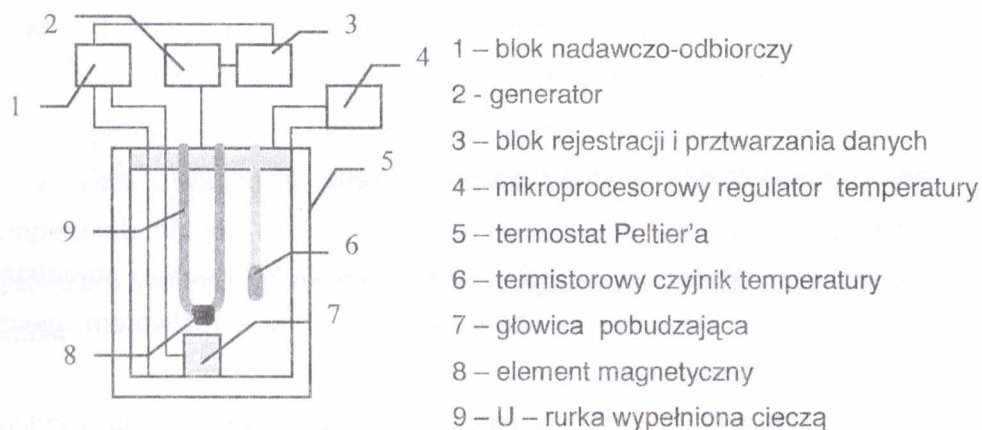 2
3
4
1
5
9
6
7
8
1 – blok nadawczo-odbiorczy
2 - generator
3 – blok rejestracji i prztwarzania danych
4 – mikroprocesorowy regulator temperatury
5 – termostat Peltier'a
6 – termistorowy czyjnik temperatury
7 – głowica pobudzająca
8 – element magnetyczny
9 – U – rurka wypełniona cieczą